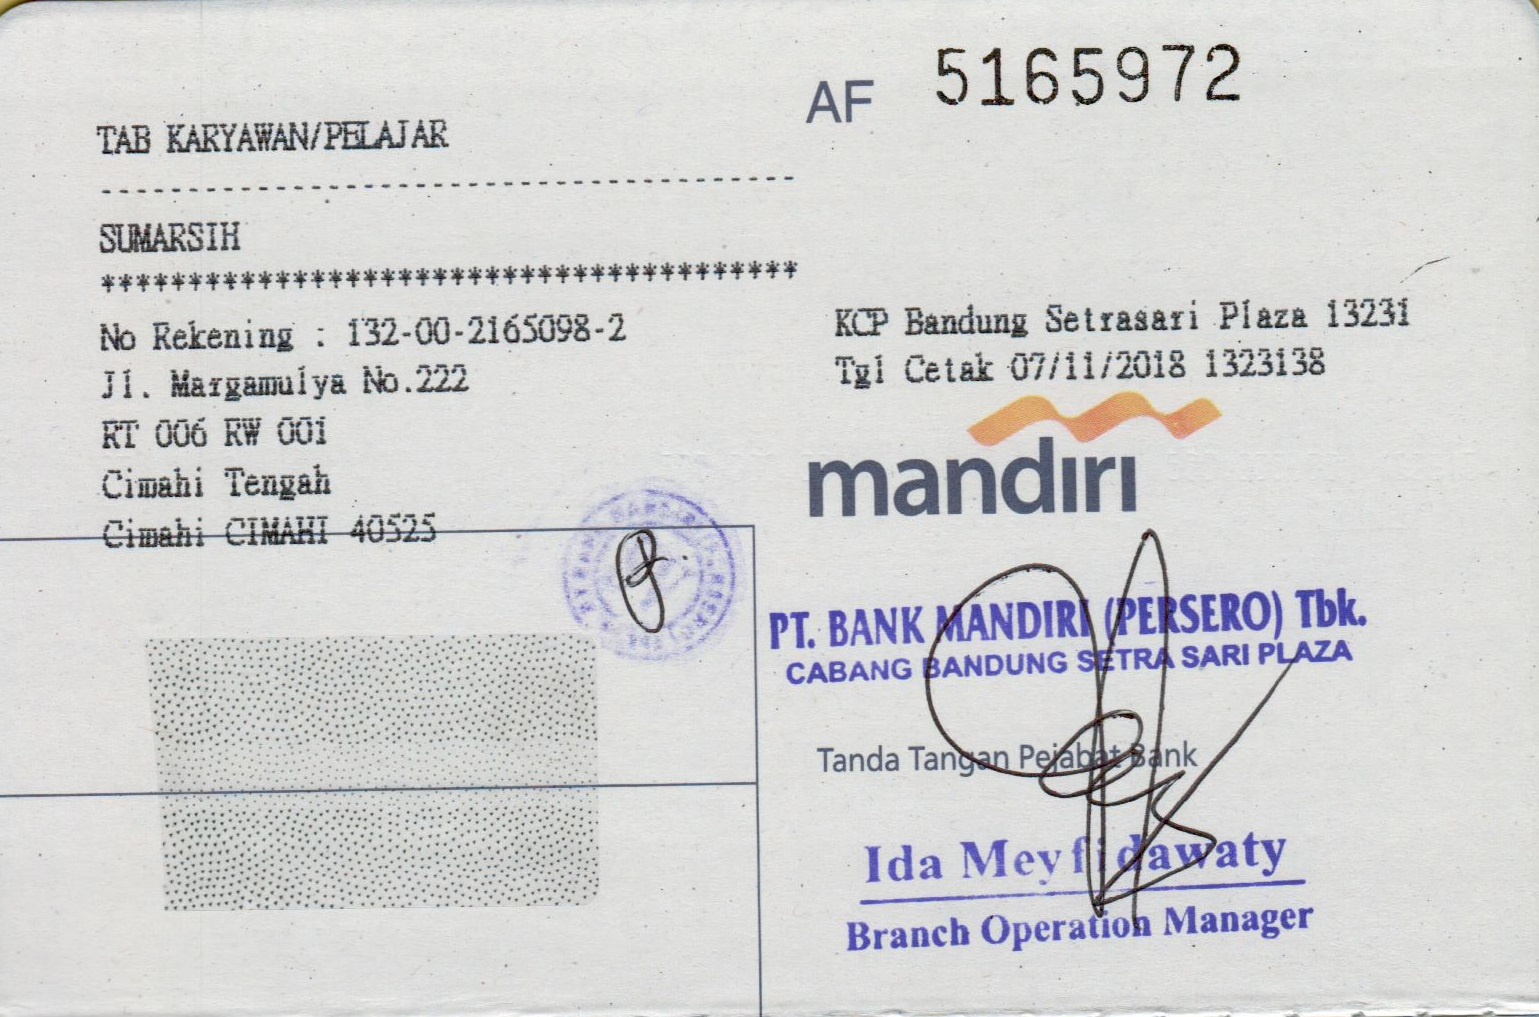 AF 5165972
TAB KARYAWAN/PELAJAR
----------------------------------------
SUMARSIH
****************************************
No Rekening : 132-00-2165098-2
Jl. Margamulya No.222
RT 006 RW 001
Cimahi Tengah
Cimahi CIMAHI 40525
KCP Bandung Setrasari Plaza 13231
Tgl Cetak 07/11/2018 1323138
mandırı
PT. BANK MANDIRI (PERSERO) Tbk.
CABANG BANDUNG SETRA SARI PLAZA
Tanda Tangan Pejabat Bank
Ida Meyfidawaty
Branch Operation Manager